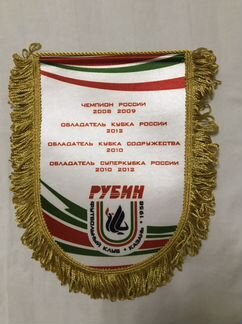 ЧЕМПИОН РОССИИ
2008 2009
ОБЛАДАТЕЛЬ КУБКА РОССИИ
2012
ОБЛАДАТЕЛЬ КУБКА СОДРУЖЕСТВА
2010
ОБЛАДАТЕЛЬ СУПЕРКУБКА РОССИИ
2010 2012
РУБИН
ФУТБОЛЬНЫЙ КЛУБ • КАЗАНЬ • 1958